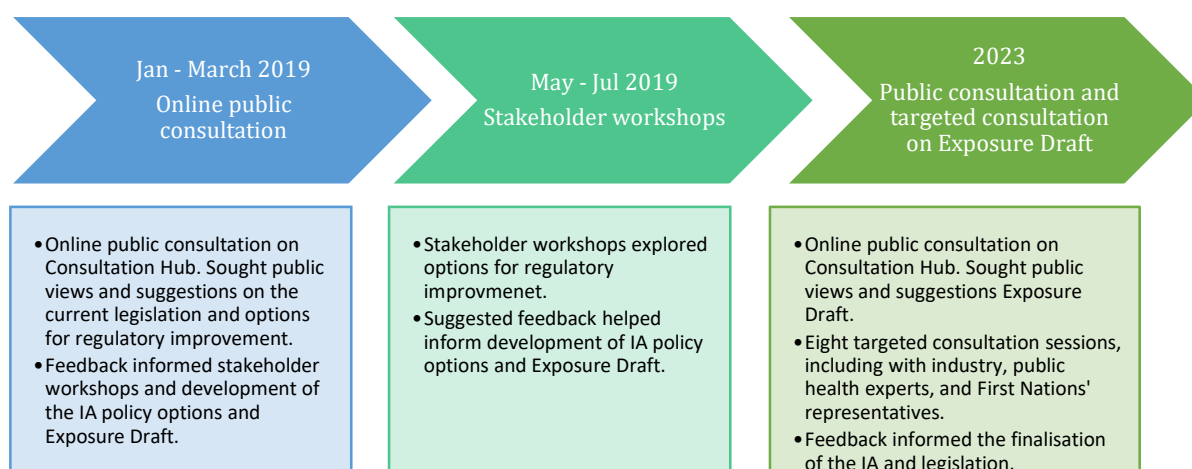 Jan - March 2019
Online public
consultation
May - Jul 2019
Stakeholder workshops
2023
Public consultation and
targeted consultation
on Exposure Draft
•Online public consultation on
Consultation Hub. Sought public
views and suggestions on the
current legislation and options
for regulatory improvement.
•Feedback informed stakeholder
workshops and development of
the IA policy options and
Exposure Draft.
•Stakeholder workshops explored
options for regulatory
improvmenet.
•Suggested feedback helped
inform development of IA policy
options and Exposure Draft.
•Online public consultation on
Consultation Hub. Sought public
views and suggestions Exposure
Draft.
•Eight targeted consultation sessions,
including with industry, public
health experts, and First Nations'
representatives.
•Feedback informed the finalisation
of the IA and legislation.